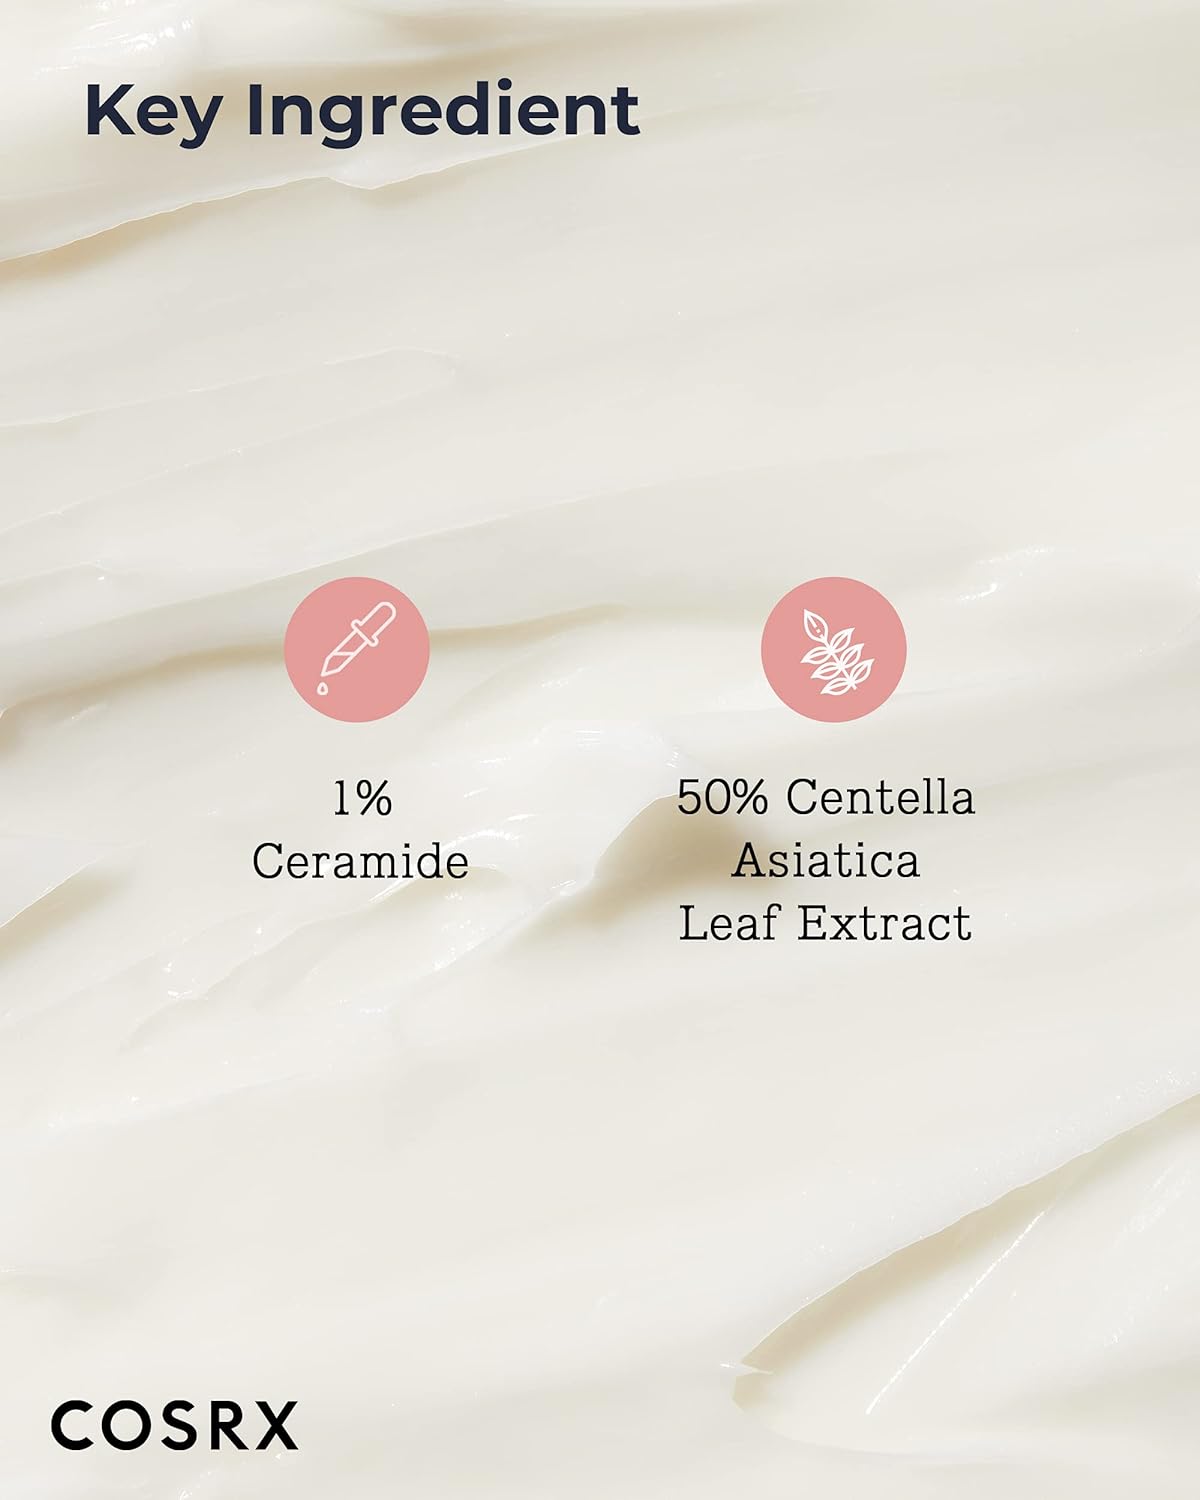 Key Ingredient
1%
Ceramide
50% Centella
Asiatica
Leaf Extract
COSRX